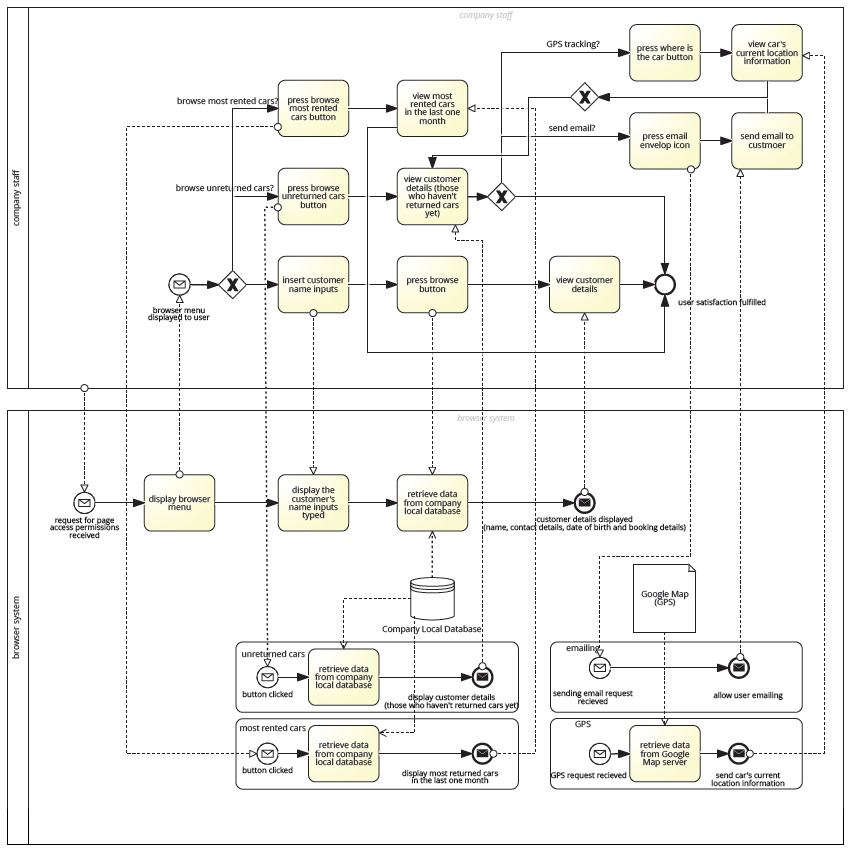 company staff
company staff
GPS tracking?
press where is
the car button
view car's
current location
information
browse most rented cars?
press browse
most rented
cars button
view most
rented cars
in the last one
month
send email?
press email
envelop icon
send email to
custmoer
browse unreturned cars?
press browse
unreturned cars
button
view customer
details (those
who haven't
returned cars
yet)
browser menu
displayed to user
insert customer
name inputs
press browse
button
view customer
details
user satisfaction fulfilled
browser system
browser system
request for page
access permissions
received
display browser
menu
display the
customer's
name inputs
typed
retrieve data
from company
local database
customer details displayed
(name, contact details, date of birth and booking details)
Company Local Database
Google Map
(GPS)
unreturned cars
button clicked
retrieve data
from company
local database
display customer details
(those who haven't returned cars yet)
emailing
sending email request
recieved
allow user emailing
most rented cars
button clicked
retrieve data
from company
local database
display most returned cars
in the last one month
GPS
GPS request recieved
retrieve data
from Google
Map server
send car's current
location information